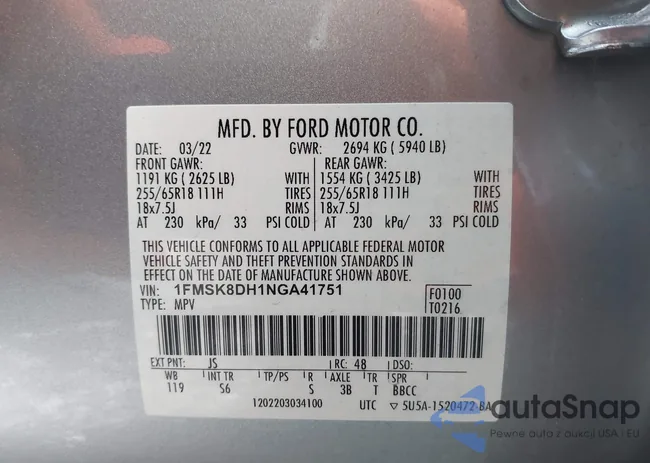 MFD. BY FORD MOTOR CO.
DATE: 03/22 GVWR: 2694 KG ( 5940 LB)
FRONT GAWR: REAR GAWR:
1191 KG ( 2625 LB) WITH 1554 KG ( 3425 LB) WITH
255/65R18 111H TIRES 255/65R18 111H TIRES
18x7.5J RIMS 18x7.5J RIMS
AT 230 kPa/ 33 PSI COLD AT 230 kPa/ 33 PSI COLD
THIS VEHICLE CONFORMS TO ALL APPLICABLE FEDERAL MOTOR
VEHICLE SAFETY AND THEFT PREVENTION STANDARDS IN
EFFECT ON THE DATE OF MANUFACTURE SHOWN ABOVE.
VIN: 1FMSK8DH1NGA41751 F0100
TYPE: MPV T0216
EXT PNT: JS RC: 48 DSO:
WB INT TR TP/PS R AXLE TR SPR
119 S6 S 3B T BBCC
1202203034100 UTC ▽ 5U5A-1520472-BA
autaSnap
Pewne auta z aukcji USA i EU